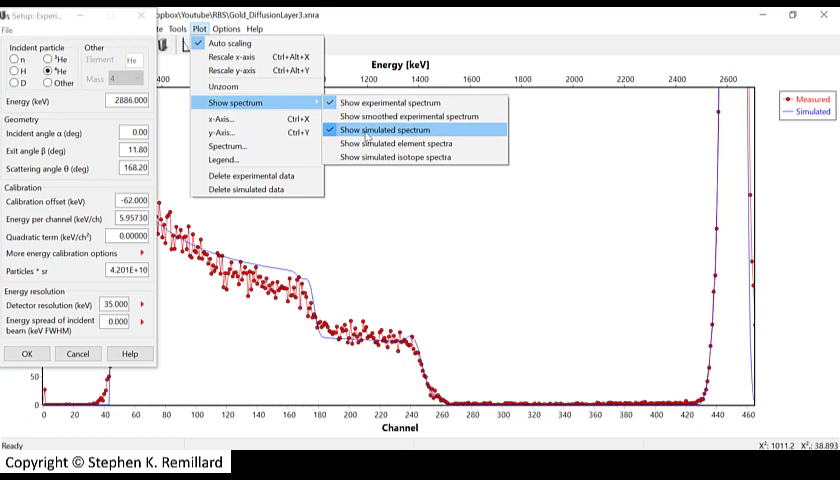 Setup: Experi...
opbox\Youtube\RBS\Gold_DiffusionLayer3.xnra
File
te Tools Plot Options Help
Incident particle
Other
n
³He
Element He
H
⁴He
Mass 4
D
Other
Energy (keV) 2886.000
Geometry
Incident angle α (deg) 0.00
Exit angle β (deg) 11.80
Scattering angle θ (deg) 168.20
Calibration
Calibration offset (keV) -62.000
Energy per channel (keV/ch) 5.95730
Quadratic term (keV/ch²) 0.00000
More energy calibration options
Particles * sr 4.201E+10
Energy resolution
Detector resolution (keV) 35.000
Energy spread of incident
beam (keV FWHM) 0.000
OK Cancel Help
Auto scaling
Rescale x-axis Ctrl+Alt+X
Rescale y-axis Ctrl+Alt+Y
Unzoom
Show spectrum
x-Axis... Ctrl+X
y-Axis... Ctrl+Y
Spectrum...
Legend...
Delete experimental data
Delete simulated data
Show experimental spectrum
Show smoothed experimental spectrum
Show simulated spectrum
Show simulated element spectra
Show simulated isotope spectra
Energy [keV]
400 1200 1400 1600 1800 2000 2200 2400 2600
Measured
Simulated
50
0
0 20 40 60 80 100 120 140 160 180 200 220 240 260 280 300 320 340 360 380 400 420 440 460
Channel
Ready
X²: 1011.2 X²ᵣ: 38.893
Copyright © Stephen K. Remillard